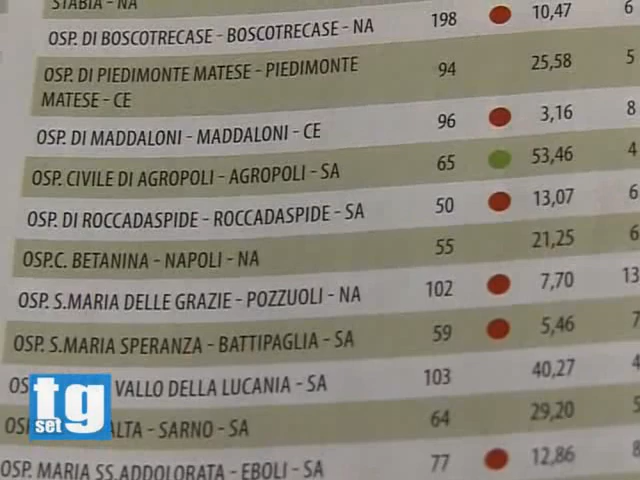 STABIA - NA
OSP. DI BOSCOTRECASE - BOSCOTRECASE - NA 198 10,47 6
OSP. DI PIEDIMONTE MATESE - PIEDIMONTE 94 25,58 5
MATESE - CE
OSP. DI MADDALONI - MADDALONI - CE 96 3,16 8
OSP. CIVILE DI AGROPOLI - AGROPOLI - SA 65 53,46 4
OSP. DI ROCCADASPIDE - ROCCADASPIDE - SA 50 13,07 6
OSP.C. BETANINA - NAPOLI - NA 55 21,25 6
OSP. S.MARIA DELLE GRAZIE - POZZUOLI - NA 102 7,70 13
OSP. S.MARIA SPERANZA - BATTIPAGLIA - SA 59 5,46 7
VALLO DELLA LUCANIA - SA 103 40,27 4
- SARNO - SA 64 29,20 5
OSP. MARIA SS.ADDOLORATA - EBOLI - SA 77 12,86 8
tg
set